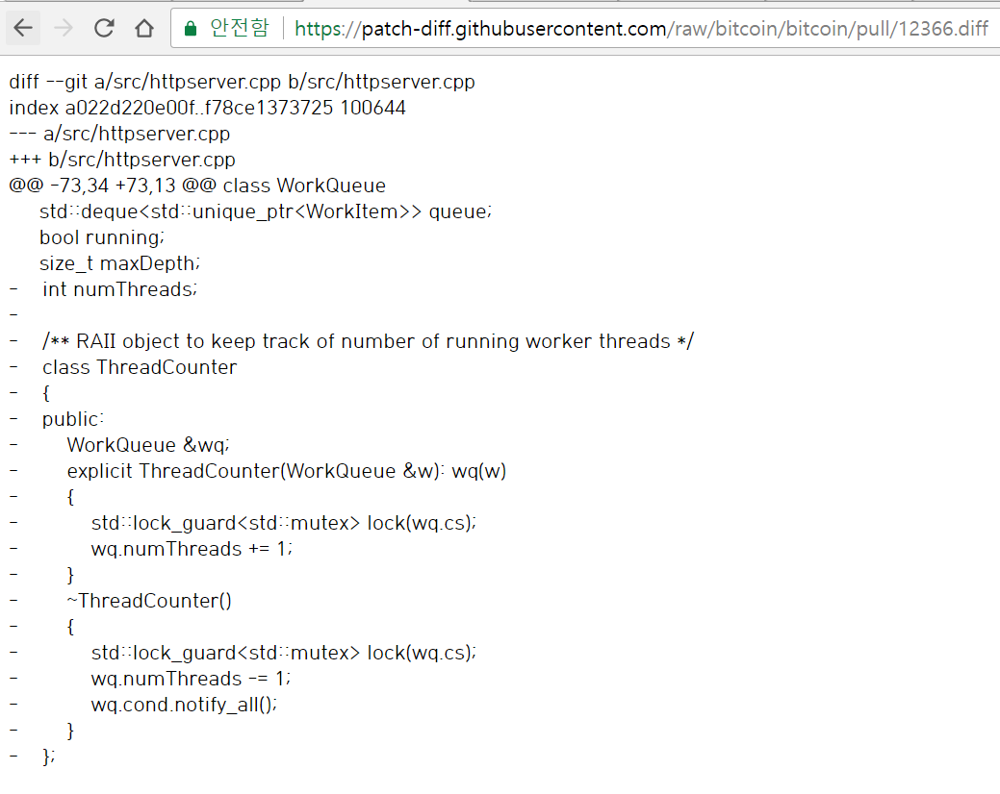 안전함 https://patch-diff.githubusercontent.com/raw/bitcoin/bitcoin/pull/12366.diff
diff --git a/src/httpserver.cpp b/src/httpserver.cpp
index a022d220e00f..f78ce1373725 100644
--- a/src/httpserver.cpp
+++ b/src/httpserver.cpp
@@ -73,34 +73,13 @@ class WorkQueue
     std::deque<std::unique_ptr<WorkItem>> queue;
     bool running;
     size_t maxDepth;
-    int numThreads;
-
-    /** RAII object to keep track of number of running worker threads */
-    class ThreadCounter
-    {
-    public:
-        WorkQueue &wq;
-        explicit ThreadCounter(WorkQueue &w): wq(w)
-        {
-            std::lock_guard<std::mutex> lock(wq.cs);
-            wq.numThreads += 1;
-        }
-        ~ThreadCounter()
-        {
-            std::lock_guard<std::mutex> lock(wq.cs);
-            wq.numThreads -= 1;
-            wq.cond.notify_all();
-        }
-    };